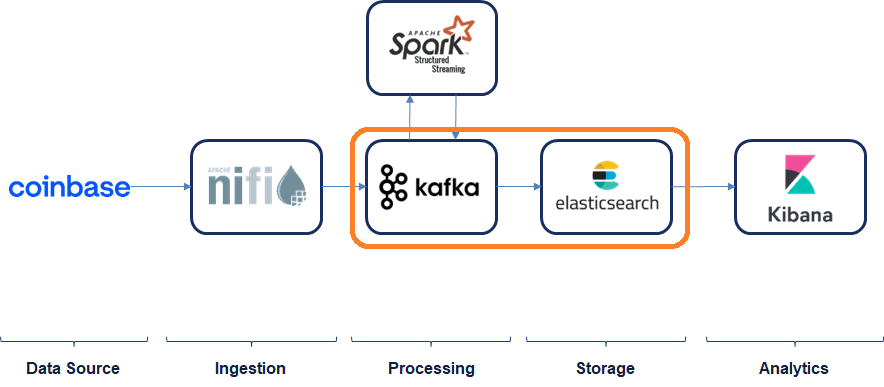 APACHE
Spark
Structured
Streaming
coinbase
APACHE
nifi
kafka
elasticsearch
Kibana
Data Source
Ingestion
Processing
Storage
Analytics